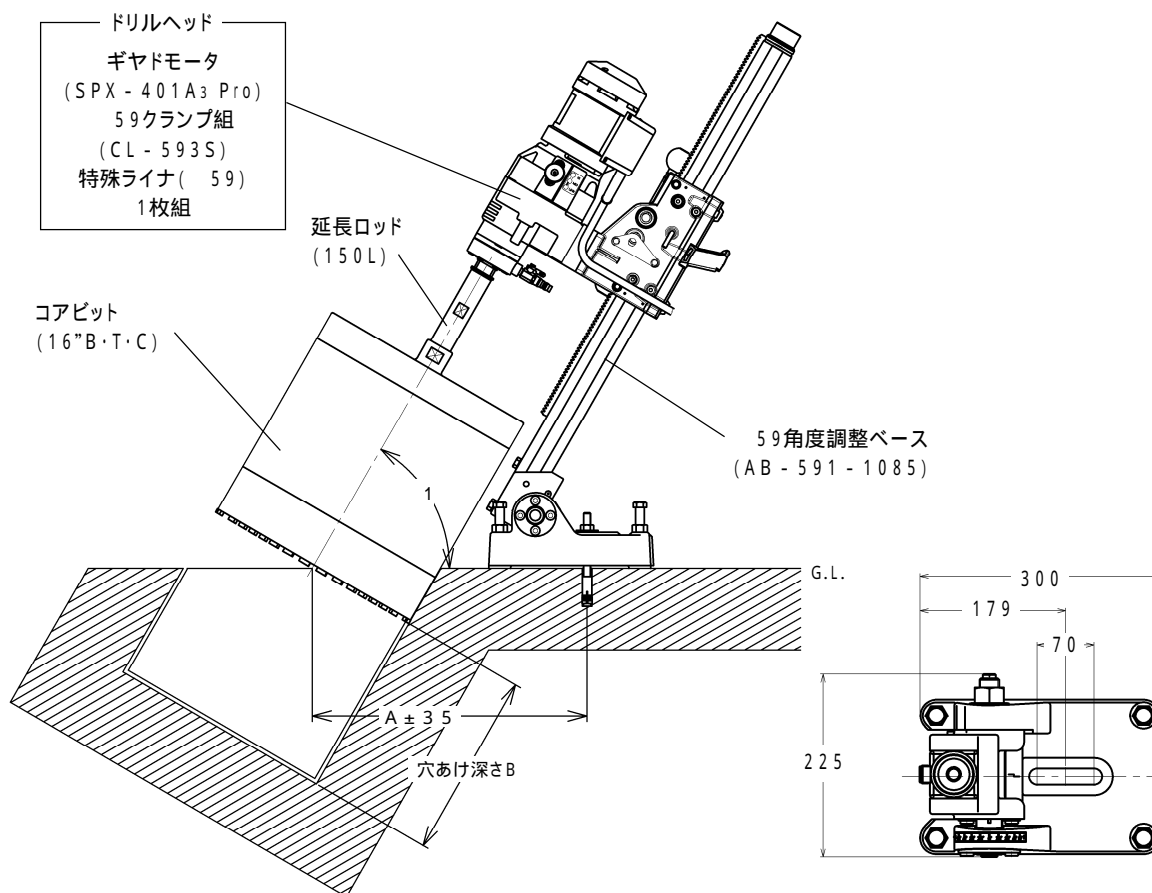 ドリルヘッド
ギヤドモータ
(SPX-401A3 Pro)
59クランプ組
(CL-593S)
特殊ライナ( 59)
1枚組
延長ロッド
(150L)
コアビット
(16"B・T・C)
59角度調整ベース
(AB-591-1085)
1
G.L.
A±35
穴あけ深さB
300
179
70
225